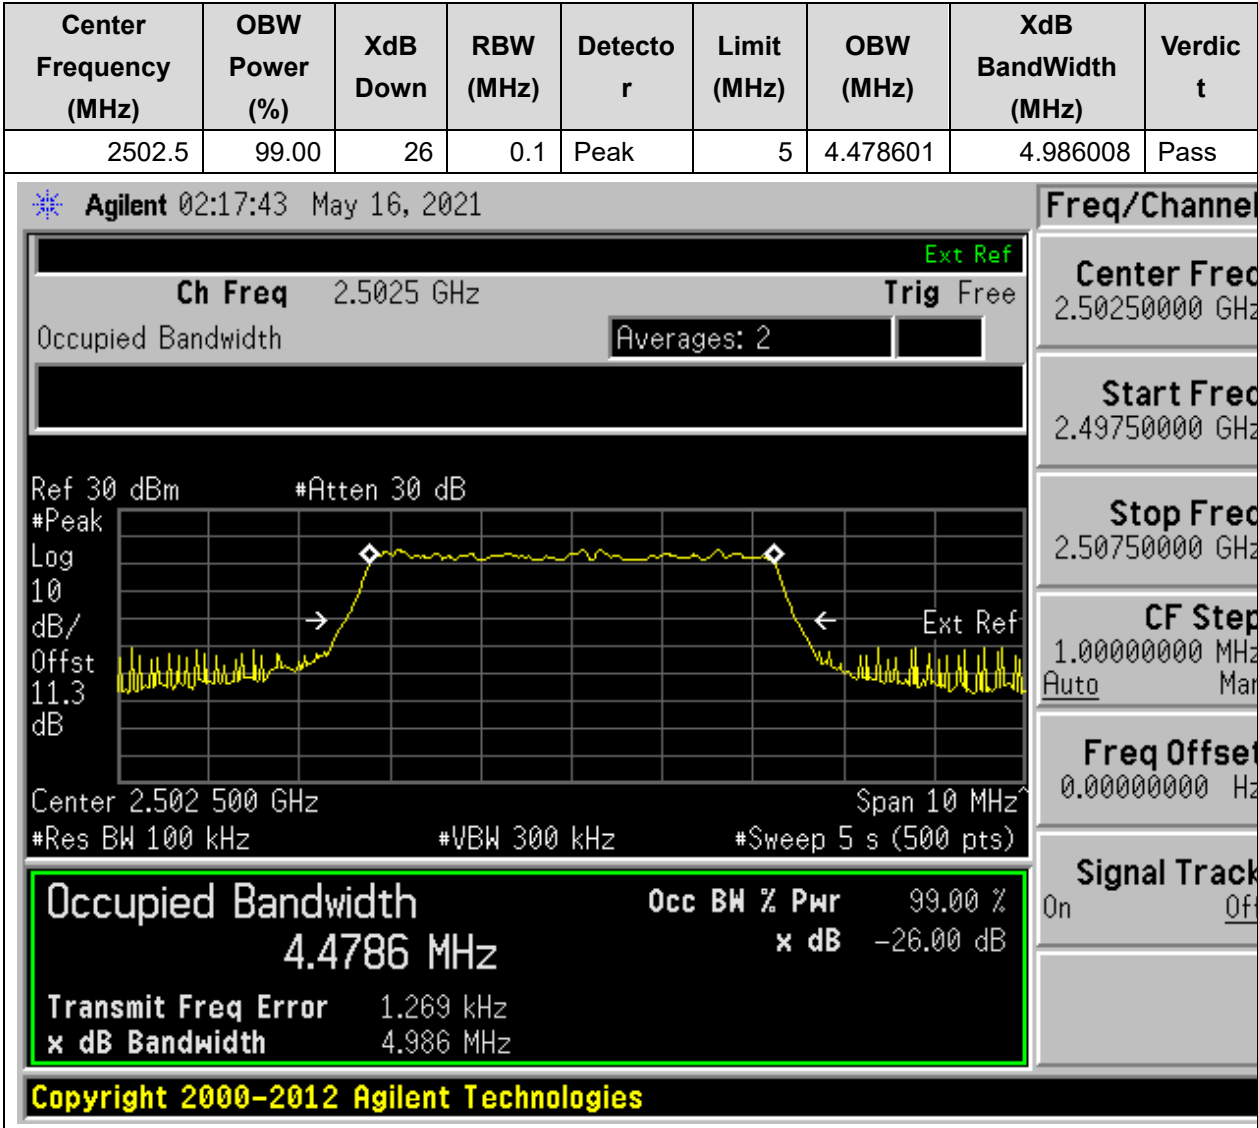 Center Frequency (MHz) OBW Power (%) XdB Down RBW (MHz) Detecto r Limit (MHz) OBW (MHz) XdB BandWidth (MHz) Verdic t
2502.5 99.00 26 0.1 Peak 5 4.478601 4.986008 Pass
Agilent 02:17:43 May 16, 2021
Freq/Channel
Ext Ref
Ch Freq 2.5025 GHz Trig Free
Occupied Bandwidth Averages: 2
Center Freq
2.50250000 GHz
Start Freq
2.49750000 GHz
Stop Freq
2.50750000 GHz
CF Step
1.00000000 MHz
Auto Man
Freq Offset
0.00000000 Hz
Signal Track
On Off
Ref 30 dBm #Atten 30 dB
#Peak
Log
10
dB/
Offst
11.3
dB
Ext Ref
Center 2.502 500 GHz Span 10 MHz^
#Res BW 100 kHz #VBW 300 kHz #Sweep 5 s (500 pts)
Occupied Bandwidth Occ BW % Pwr 99.00 %
4.4786 MHz x dB -26.00 dB
Transmit Freq Error 1.269 kHz
x dB Bandwidth 4.986 MHz
Copyright 2000-2012 Agilent Technologies